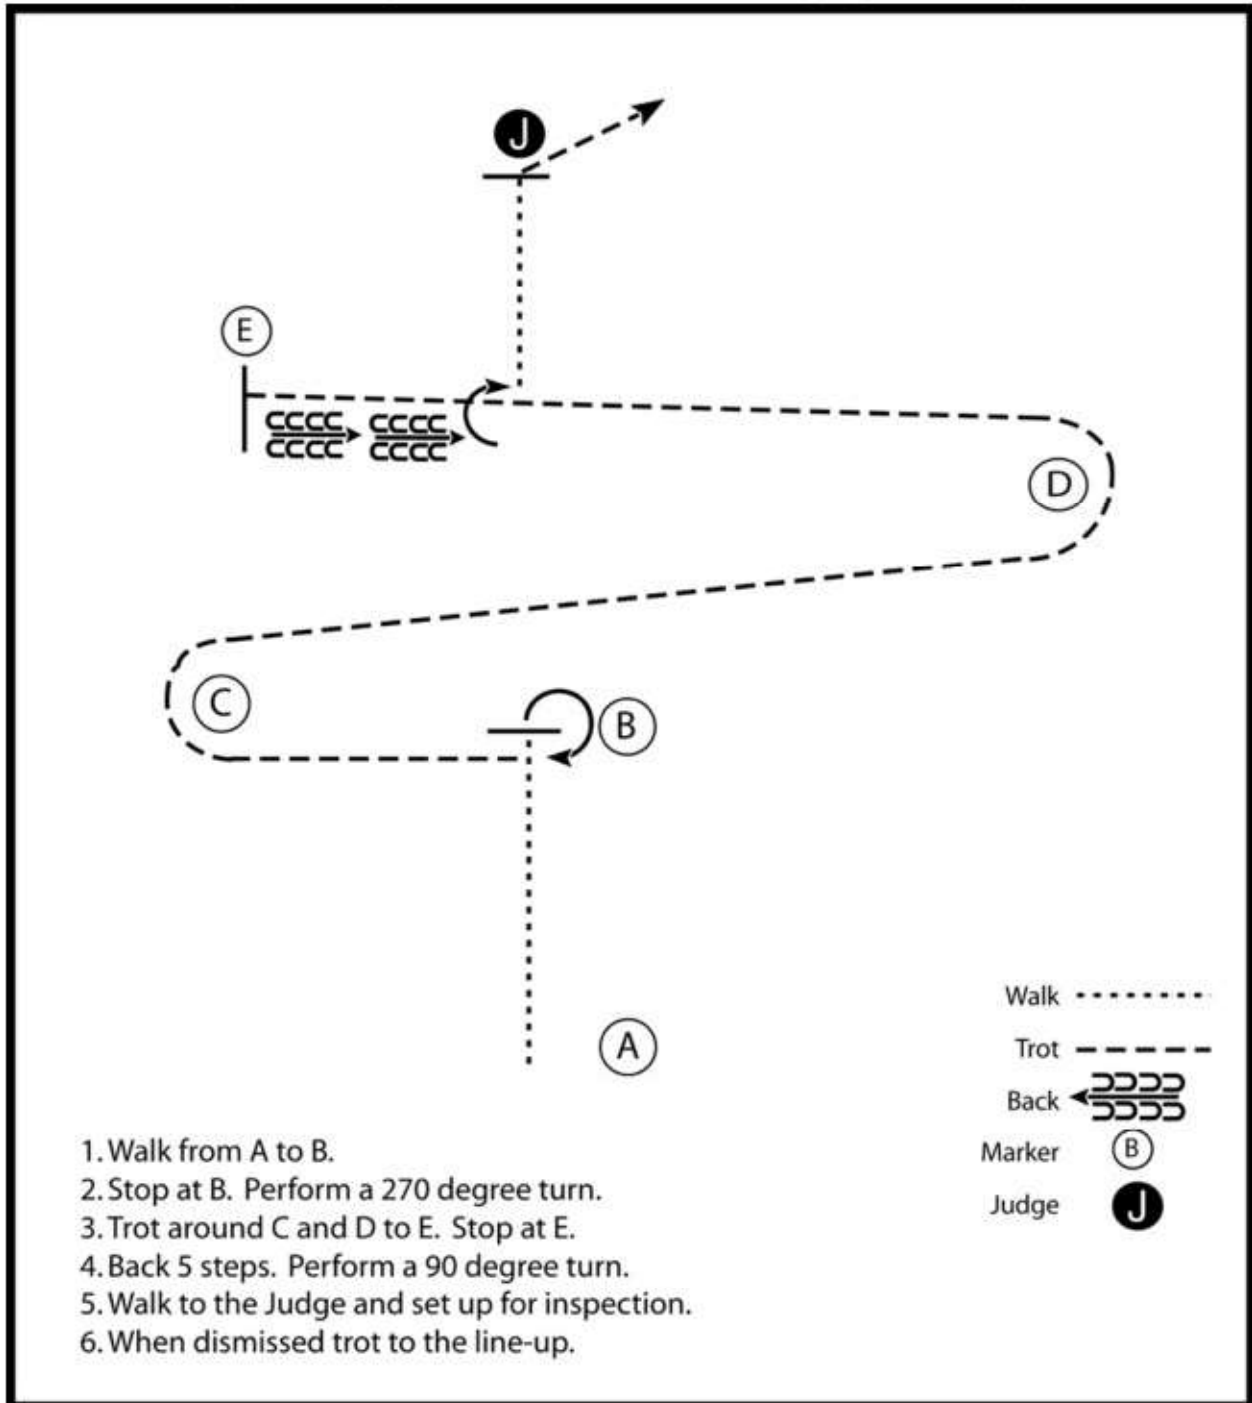 J
E
D
C
B
A
Walk
Trot
Back
Marker B
Judge J
1. Walk from A to B.
2. Stop at B. Perform a 270 degree turn.
3. Trot around C and D to E. Stop at E.
4. Back 5 steps. Perform a 90 degree turn.
5. Walk to the Judge and set up for inspection.
6. When dismissed trot to the line-up.